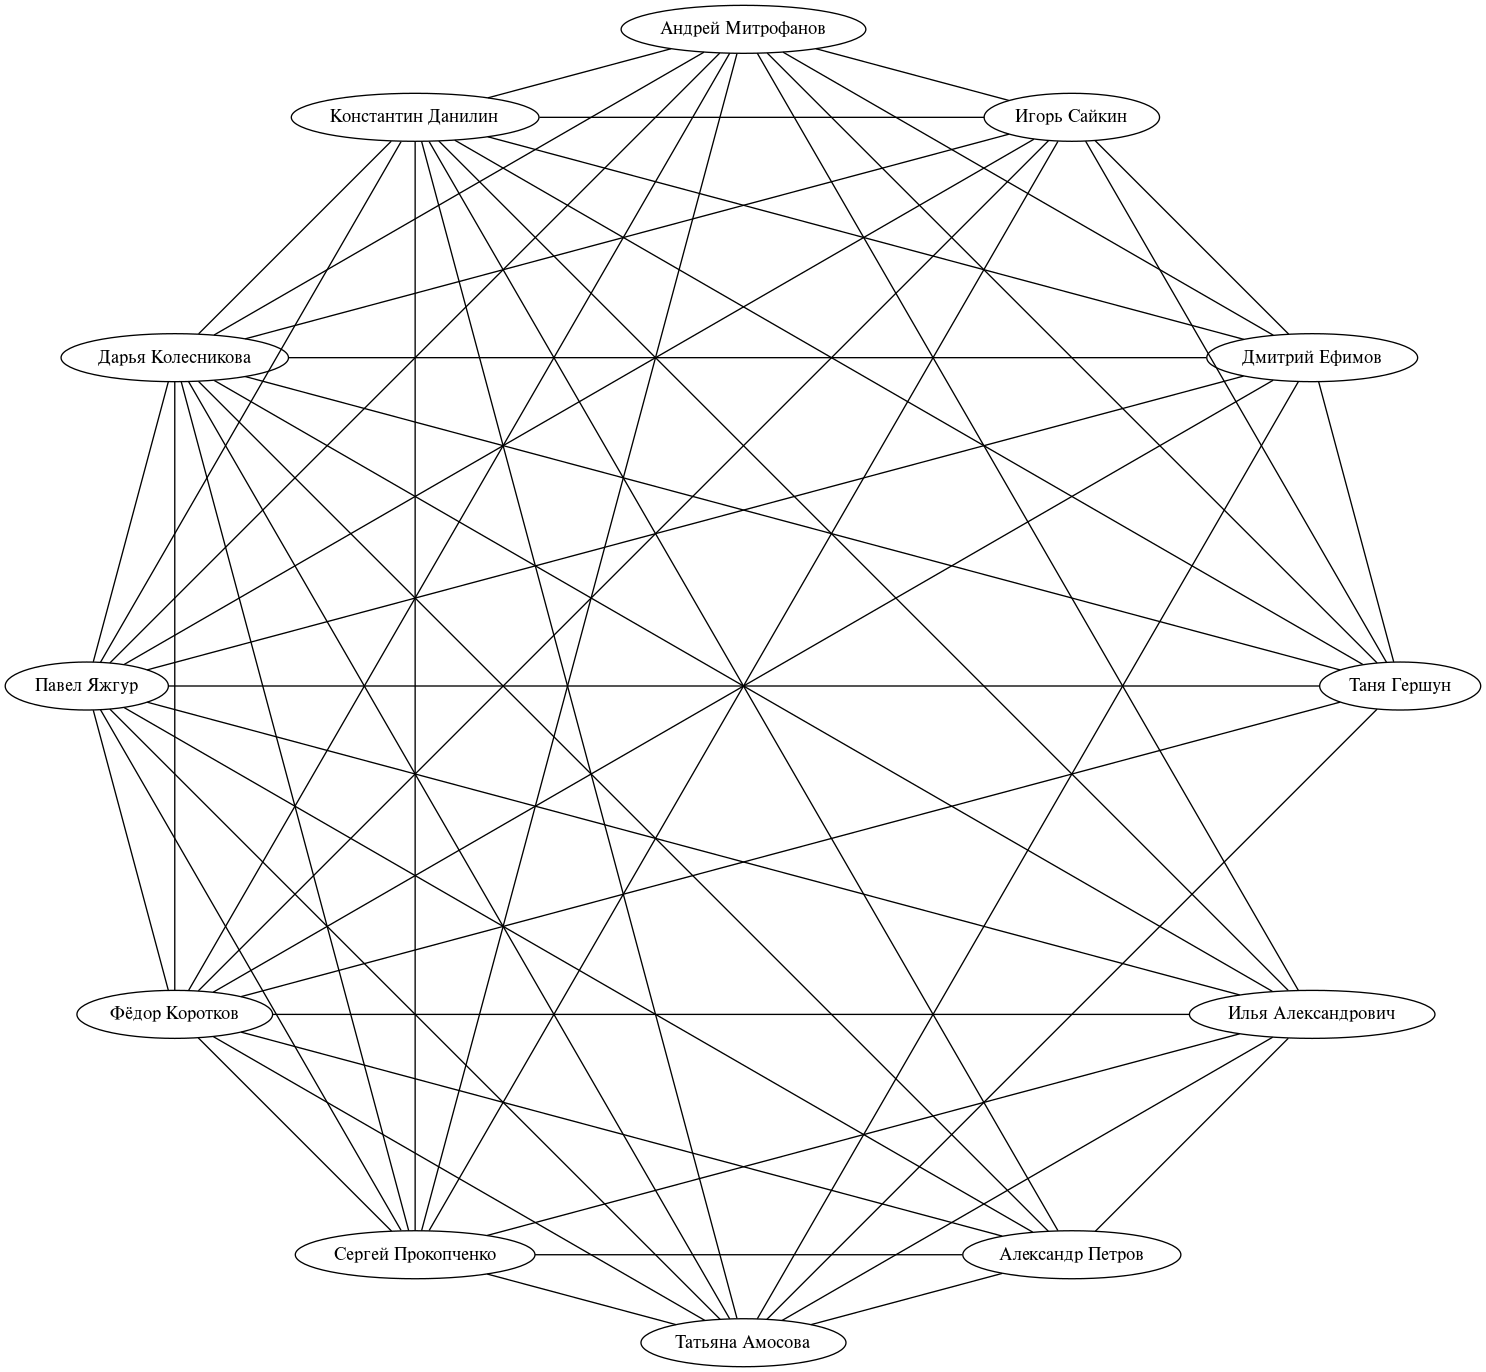 Андрей Митрофанов
Константин Данилин
Игорь Сайкин
Дарья Колесникова
Дмитрий Ефимов
Павел Яжгур
Таня Гершун
Фёдор Коротков
Илья Александрович
Сергей Прокопченко
Александр Петров
Татьяна Амосова